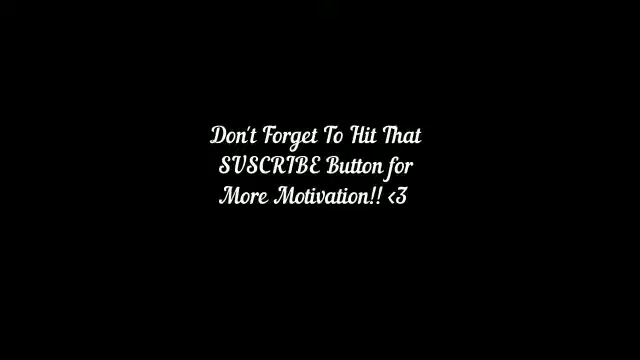 Don't Forget To Hit That
SUSCRIBE Button for
More Motivation!! <3